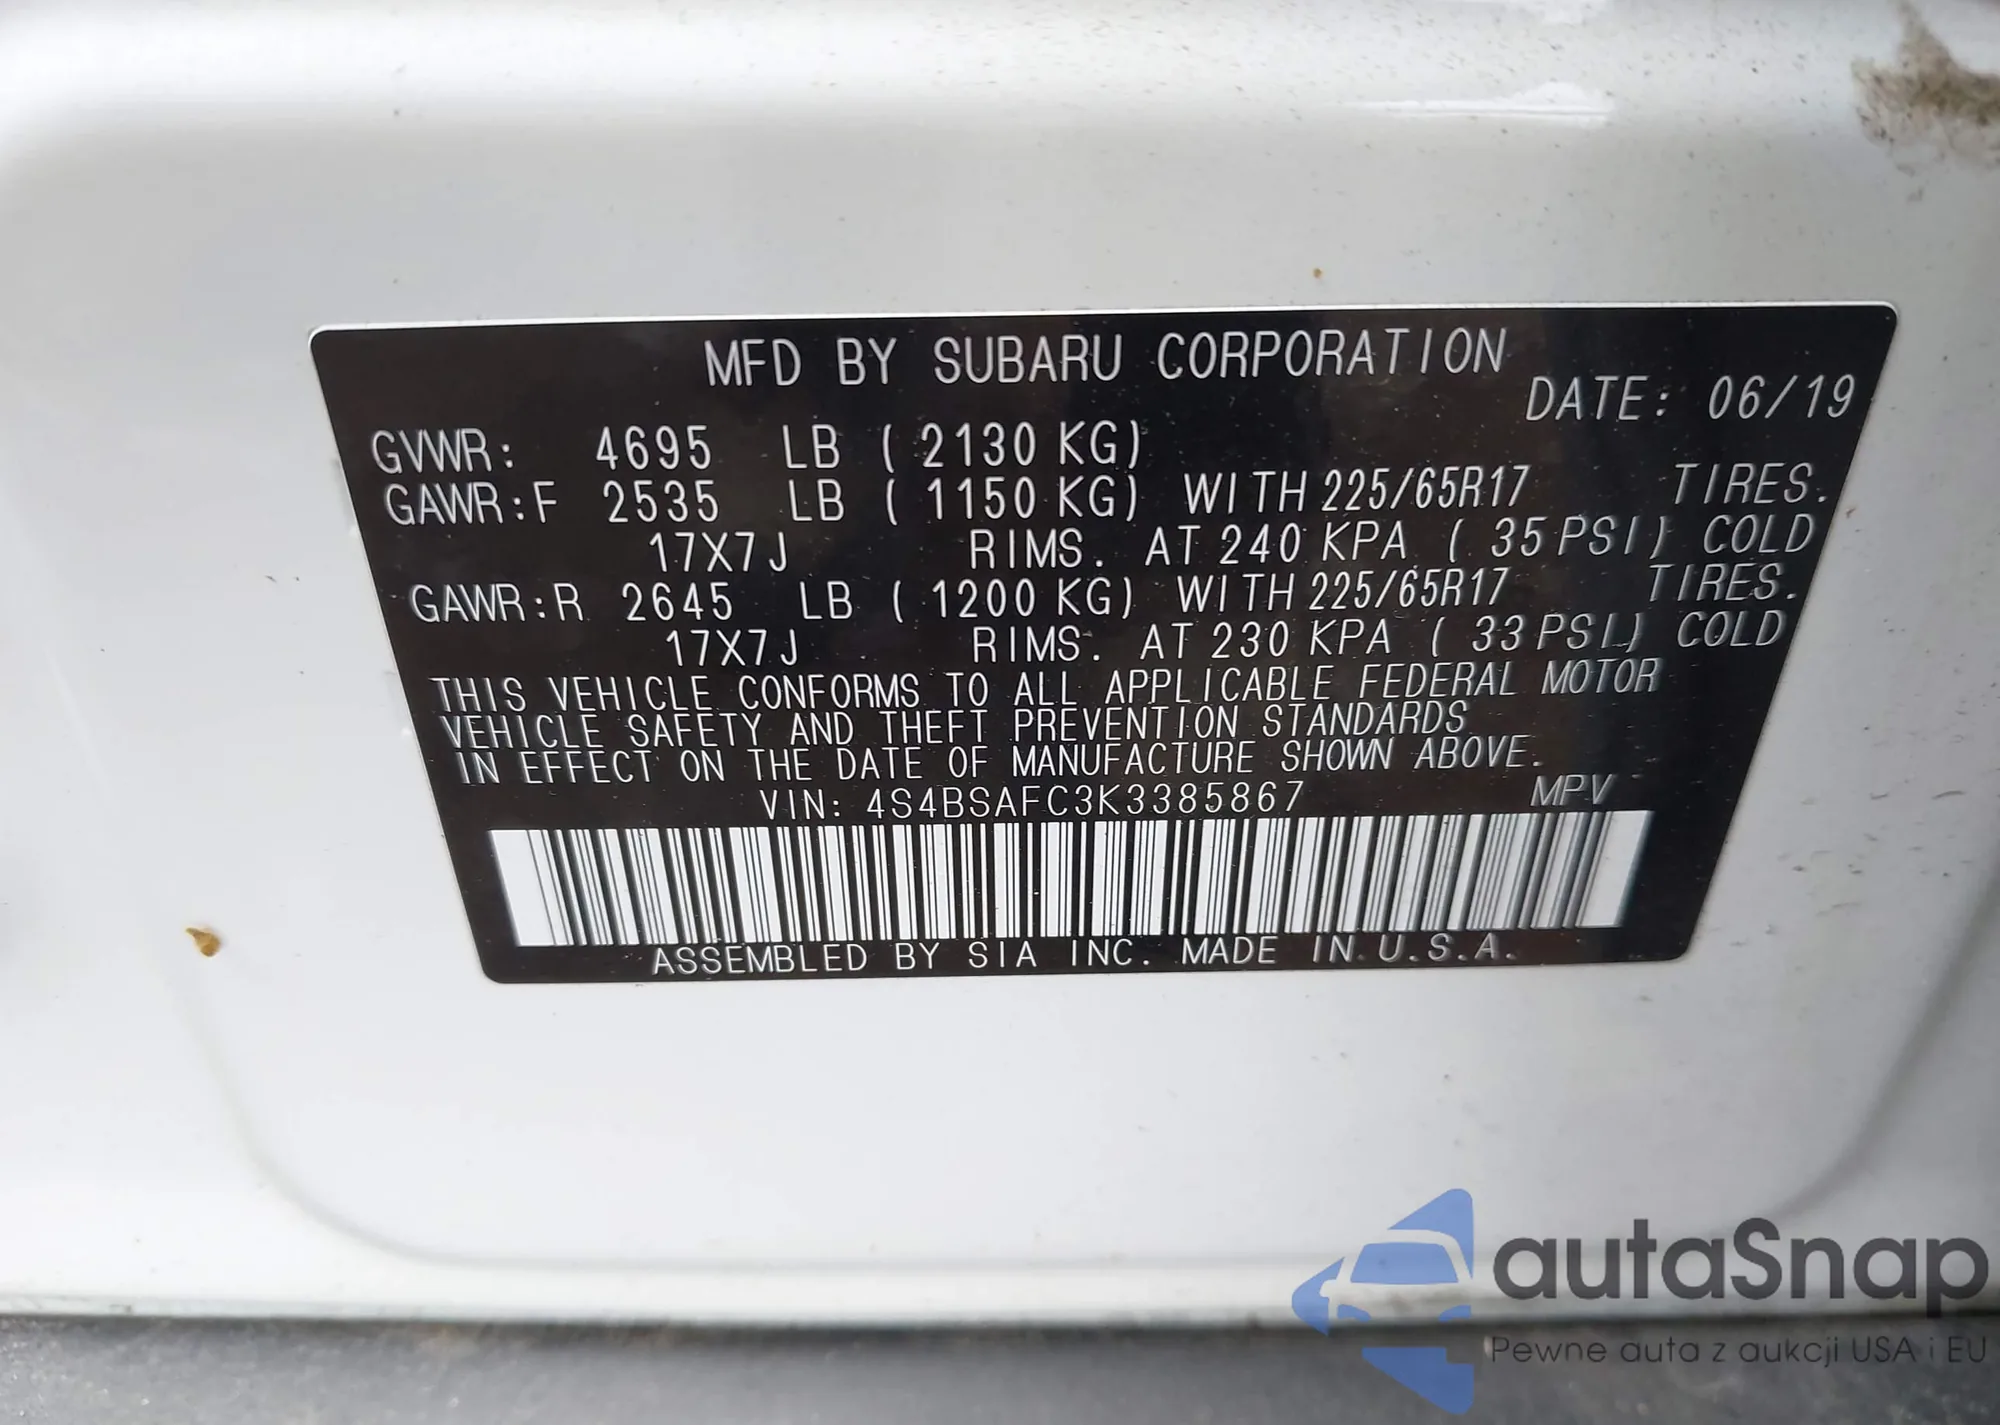 MFD BY SUBARU CORPORATION
DATE: 06/19
GVWR: 4695 LB ( 2130 KG)
GAWR:F 2535 LB ( 1150 KG) WITH 225/65R17 TIRES.
17X7J RIMS. AT 240 KPA ( 35 PSI) COLD
GAWR:R 2645 LB ( 1200 KG) WITH 225/65R17 TIRES.
17X7J RIMS. AT 230 KPA ( 33 PSI) COLD
THIS VEHICLE CONFORMS TO ALL APPLICABLE FEDERAL MOTOR
VEHICLE SAFETY AND THEFT PREVENTION STANDARDS
IN EFFECT ON THE DATE OF MANUFACTURE SHOWN ABOVE.
VIN: 4S4BSAFC3K3385867 MPV
ASSEMBLED BY SIA INC. MADE IN U.S.A.
autaSnap
Pewne auta z aukcji USA i EU